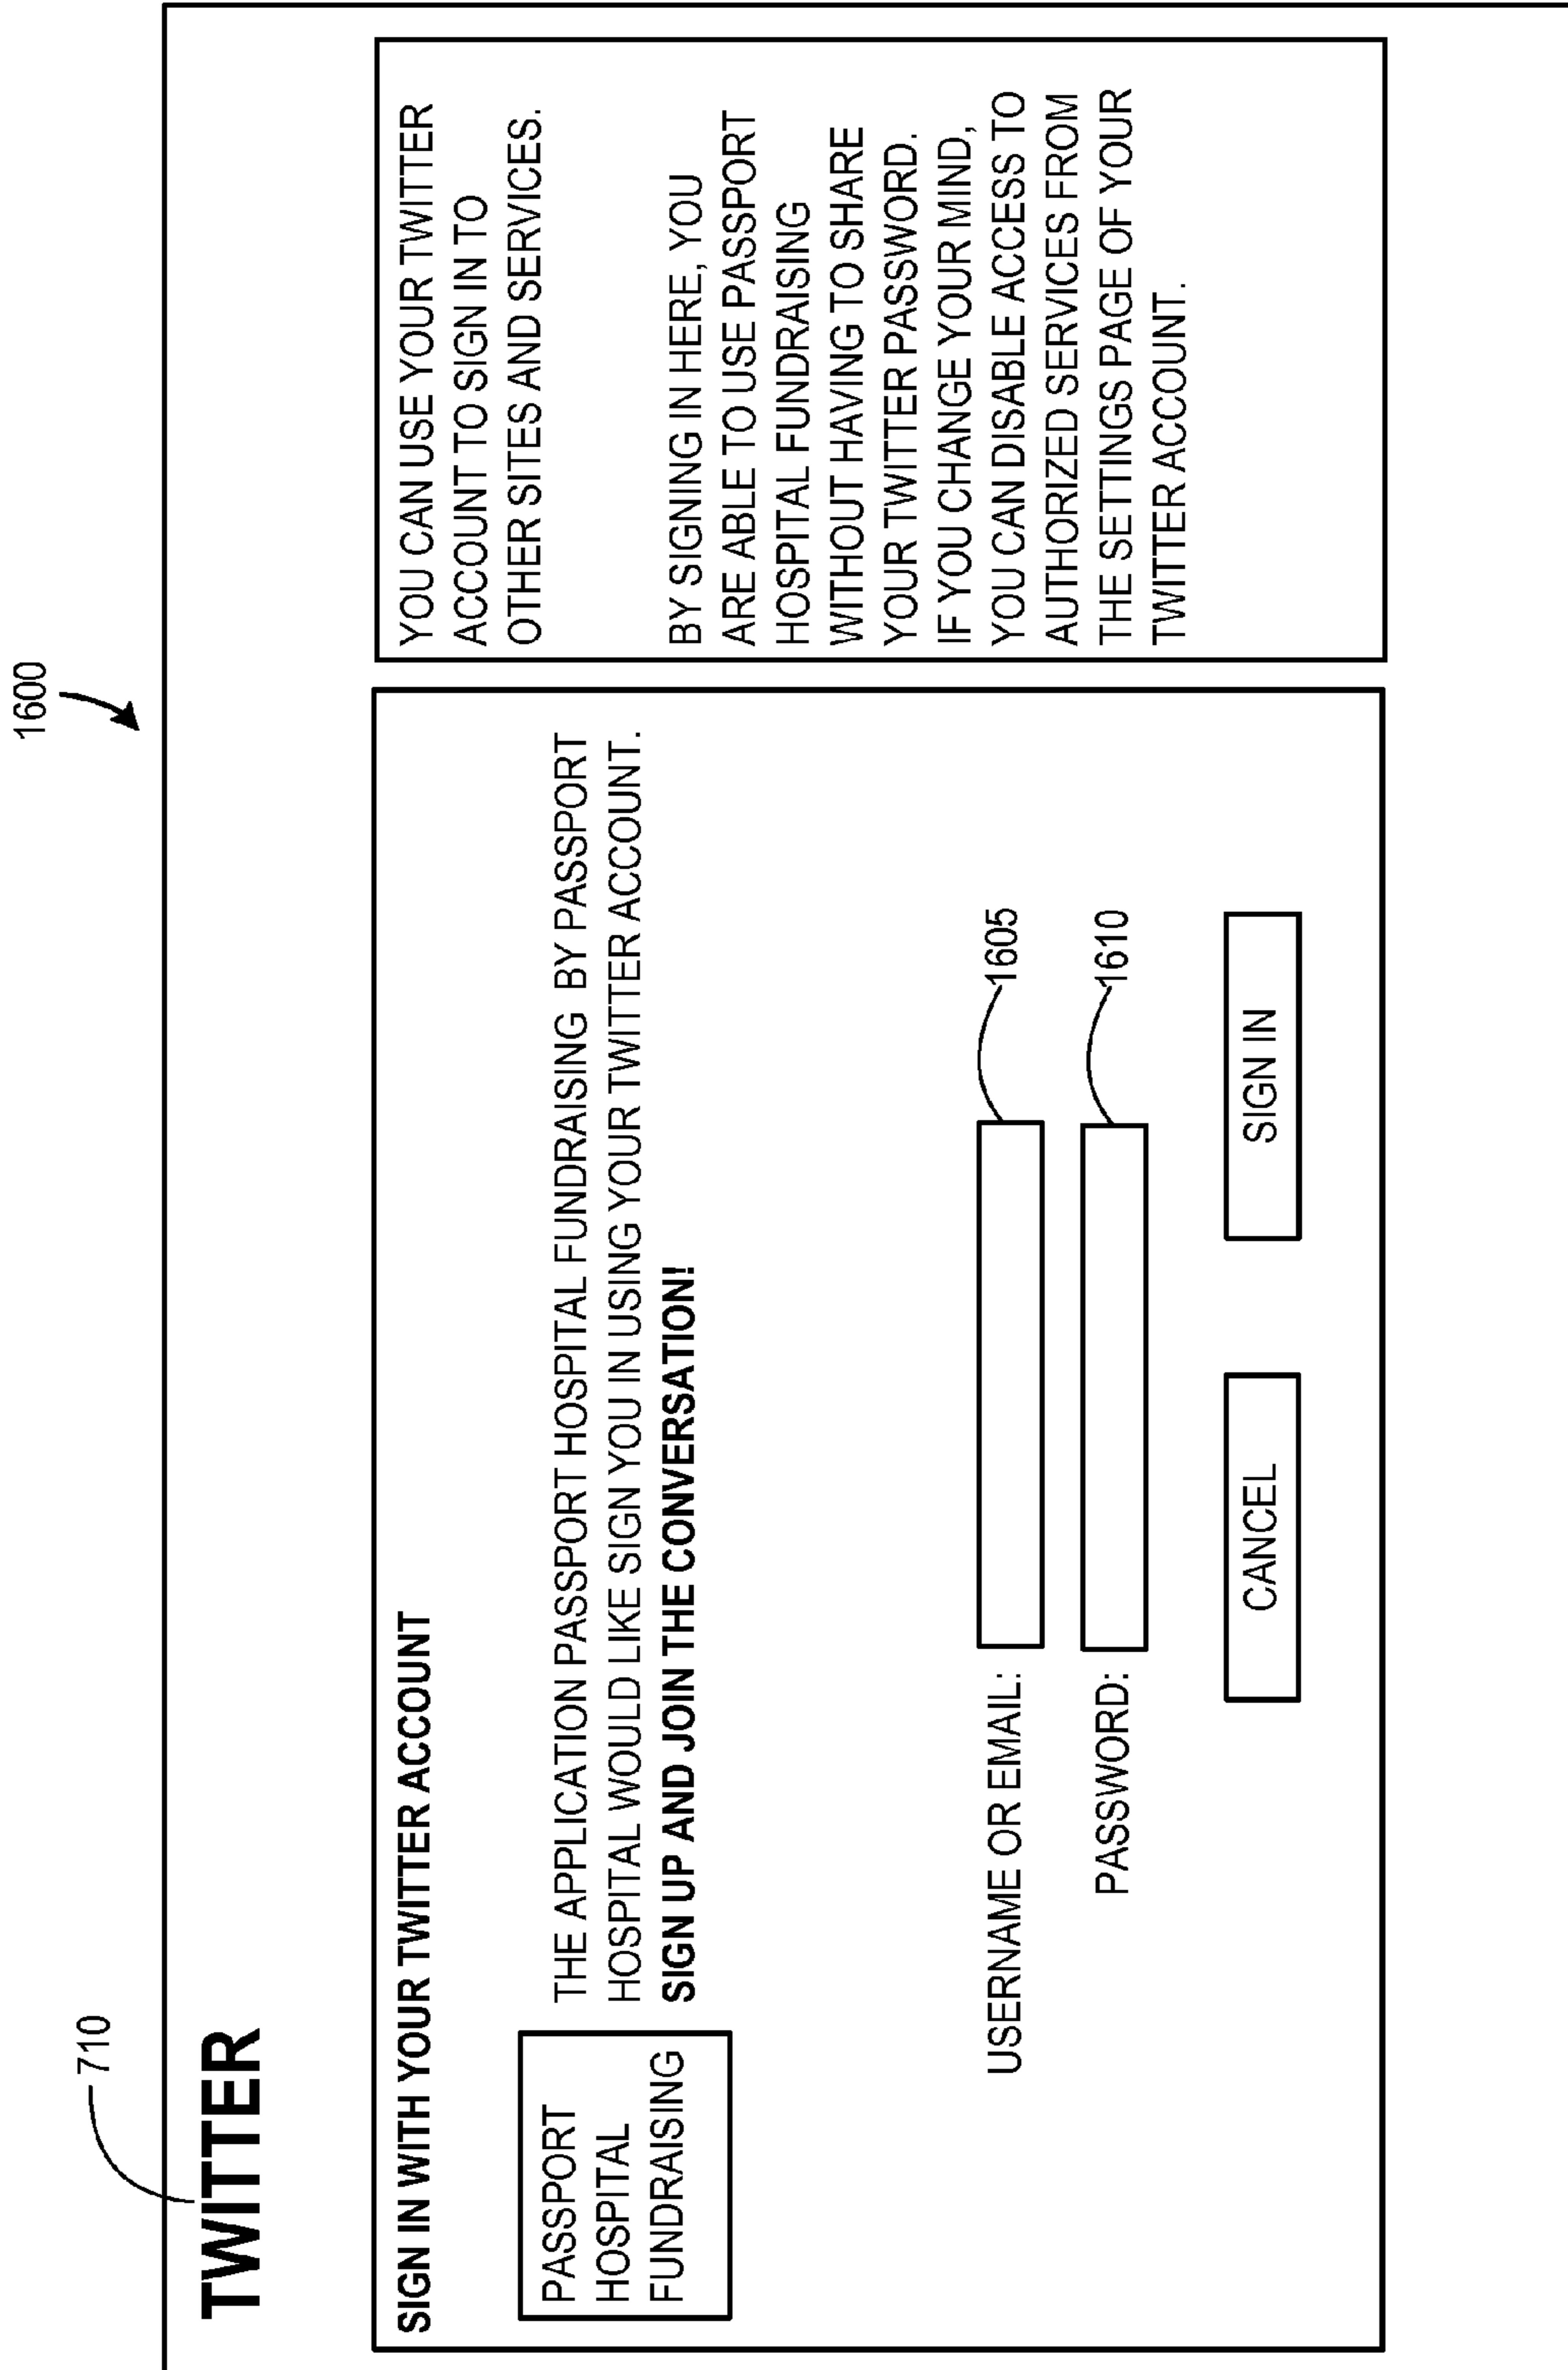 1600
710
TWITTER
SIGN IN WITH YOUR TWITTER ACCOUNT
PASSPORT
HOSPITAL
FUNDRAISING
THE APPLICATION PASSPORT HOSPITAL FUNDRAISING BY PASSPORT
HOSPITAL WOULD LIKE SIGN YOU IN USING YOUR TWITTER ACCOUNT.
SIGN UP AND JOIN THE CONVERSATION!
USERNAME OR EMAIL:
1605
PASSWORD:
1610
CANCEL
SIGN IN
YOU CAN USE YOUR TWITTER
ACCOUNT TO SIGN IN TO
OTHER SITES AND SERVICES.
BY SIGNING IN HERE, YOU
ARE ABLE TO USE PASSPORT
HOSPITAL FUNDRAISING
WITHOUT HAVING TO SHARE
YOUR TWITTER PASSWORD.
IF YOU CHANGE YOUR MIND,
YOU CAN DISABLE ACCESS TO
AUTHORIZED SERVICES FROM
THE SETTINGS PAGE OF YOUR
TWITTER ACCOUNT.